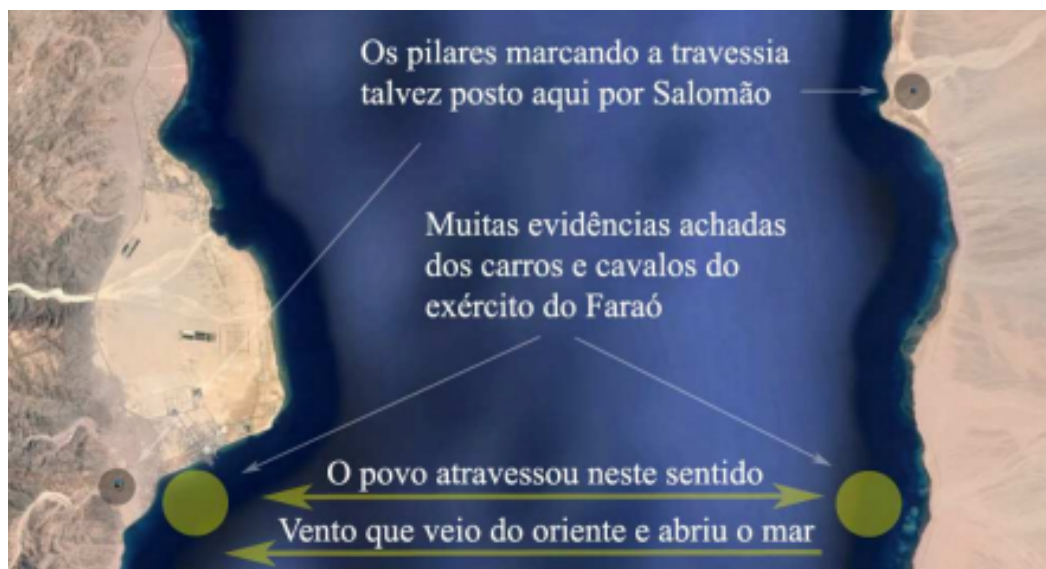 Os pilares marcando a travessia
talvez posto aqui por Salomão
Muitas evidências achadas
dos carros e cavalos do
exército do Faraó
O povo atravessou neste sentido
Vento que veio do oriente e abriu o mar